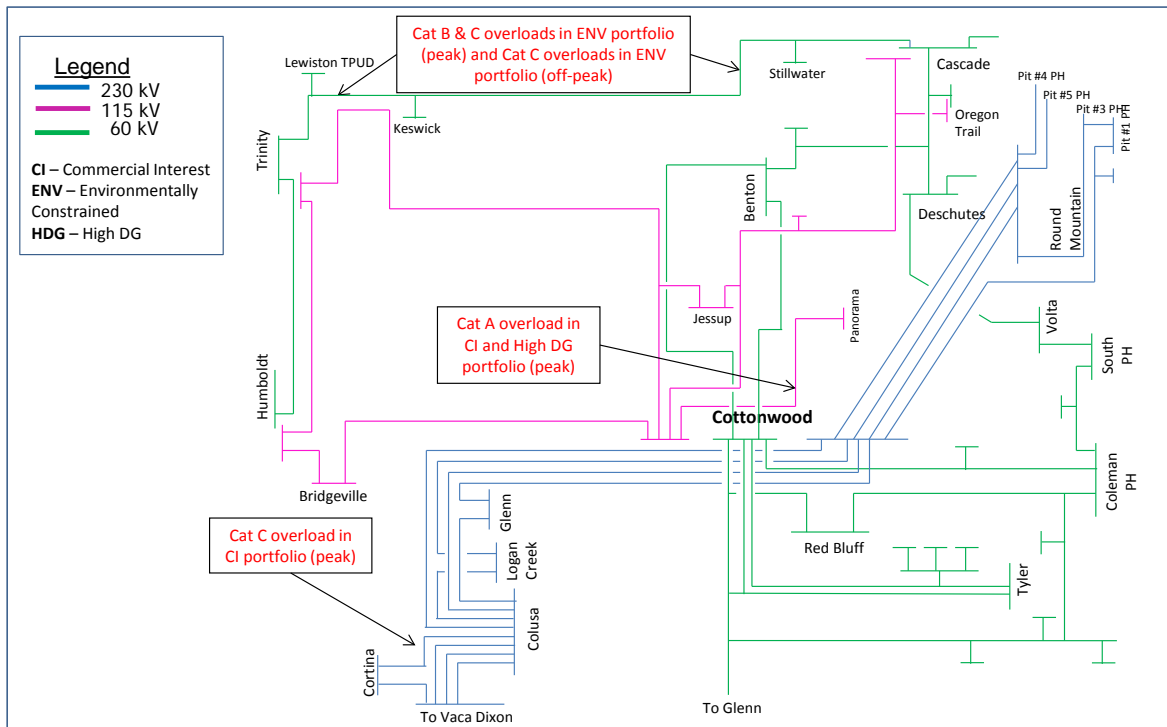 Legend
230 kV
115 kV
60 kV
CI – Commercial Interest
ENV – Environmentally
Constrained
HDG – High DG
Cat B & C overloads in ENV portfolio
(peak) and Cat C overloads in ENV
portfolio (off-peak)
Lewiston TPUD
Keswick
Stillwater
Cascade
Oregon
Trail
Pit #4 PH
Pit #5 PH
Pit #3 PH
Pit #1 PH
Trinity
Benton
Deschutes
Round
Mountain
Jessup
Cat A overload in
CI and High DG
portfolio (peak)
Panorama
Volta
South
PH
Humboldt
Cottonwood
Bridgeville
Coleman
PH
Glenn
Red Bluff
Cat C overload in
CI portfolio (peak)
Logan
Creek
Tyler
Colusa
Cortina
To Vaca Dixon
To Glenn